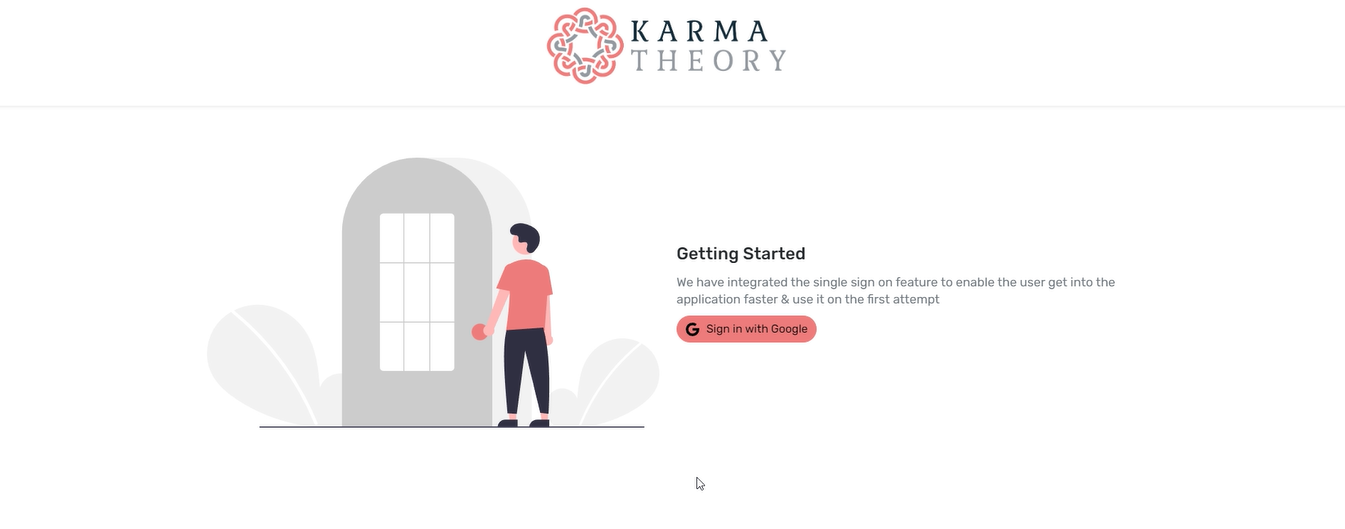 KARMA
THEORY
Getting Started
We have integrated the single sign on feature to enable the user get into the
application faster & use it on the first attempt
Sign in with Google